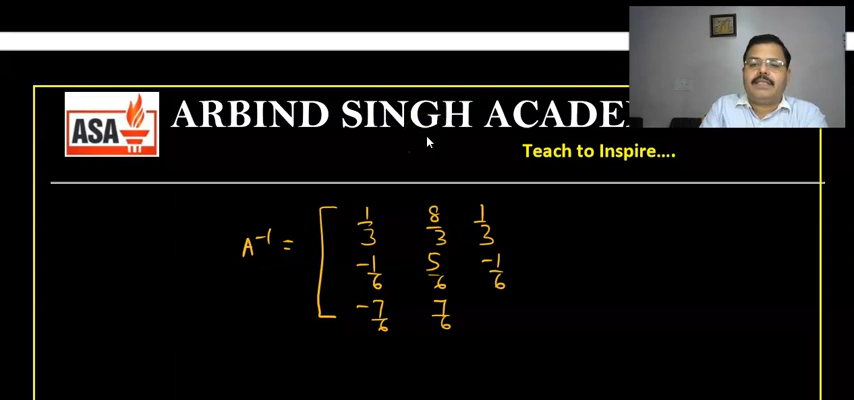 ASA
ARBIND SINGH ACADE
Teach to Inspire....
A⁻¹ = [ 1/3 8/3 1/3
-1/6 5/6 -1/6
-7/6 7/6